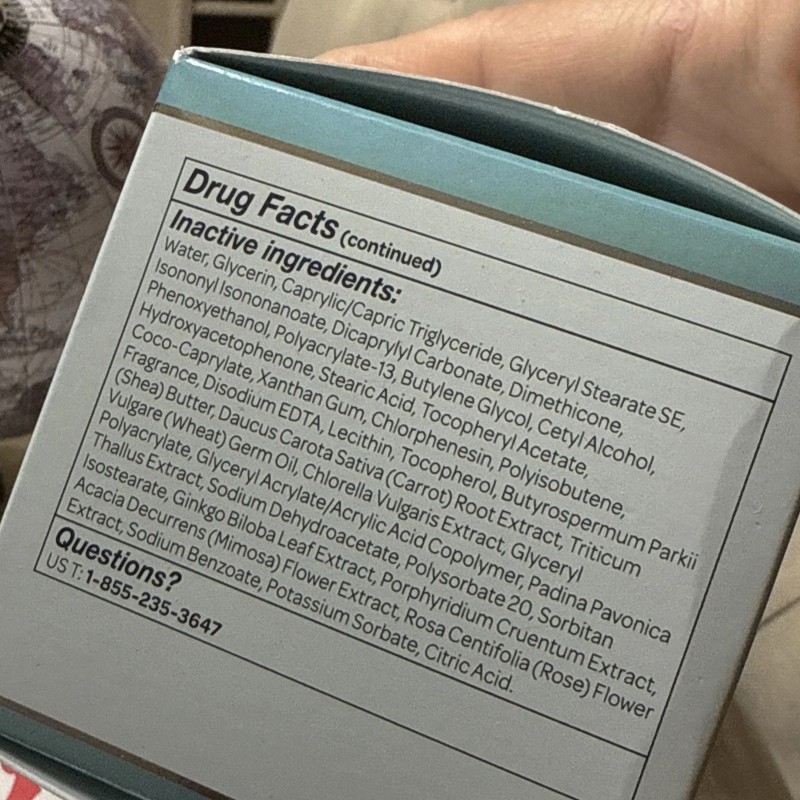 Drug Facts (continued)
Inactive ingredients:
Water, Glycerin, Caprylic/Capric Triglyceride, Glyceryl Stearate SE,
Isononyl Isononanoate, Dicaprylyl Carbonate, Dimethicone,
Phenoxyethanol, Polyacrylate-13, Butylene Glycol, Cetyl Alcohol,
Hydroxyacetophenone, Stearic Acid, Tocopheryl Acetate,
Coco-Caprylate, Xanthan Gum, Chlorphenesin, Polyisobutene,
Fragrance, Disodium EDTA, Lecithin, Tocopherol, Butyrospermum Parkii
(Shea) Butter, Daucus Carota Sativa (Carrot) Root Extract, Triticum
Vulgare (Wheat) Germ Oil, Chlorella Vulgaris Extract, Glyceryl
Polyacrylate, Glyceryl Acrylate/Acrylic Acid Copolymer, Padina Pavonica
Thallus Extract, Sodium Dehydroacetate, Polysorbate 20, Sorbitan
Isostearate, Ginkgo Biloba Leaf Extract, Porphyridium Cruentum Extract,
Acacia Decurrens (Mimosa) Flower Extract, Rosa Centifolia (Rose) Flower
Extract, Sodium Benzoate, Potassium Sorbate, Citric Acid.
Questions?
US T: 1-855-235-3647